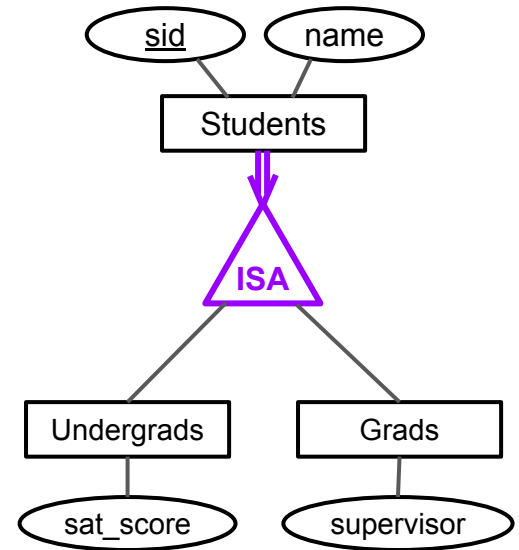 sid
name
Students
ISA
Undergrads
Grads
sat_score
supervisor